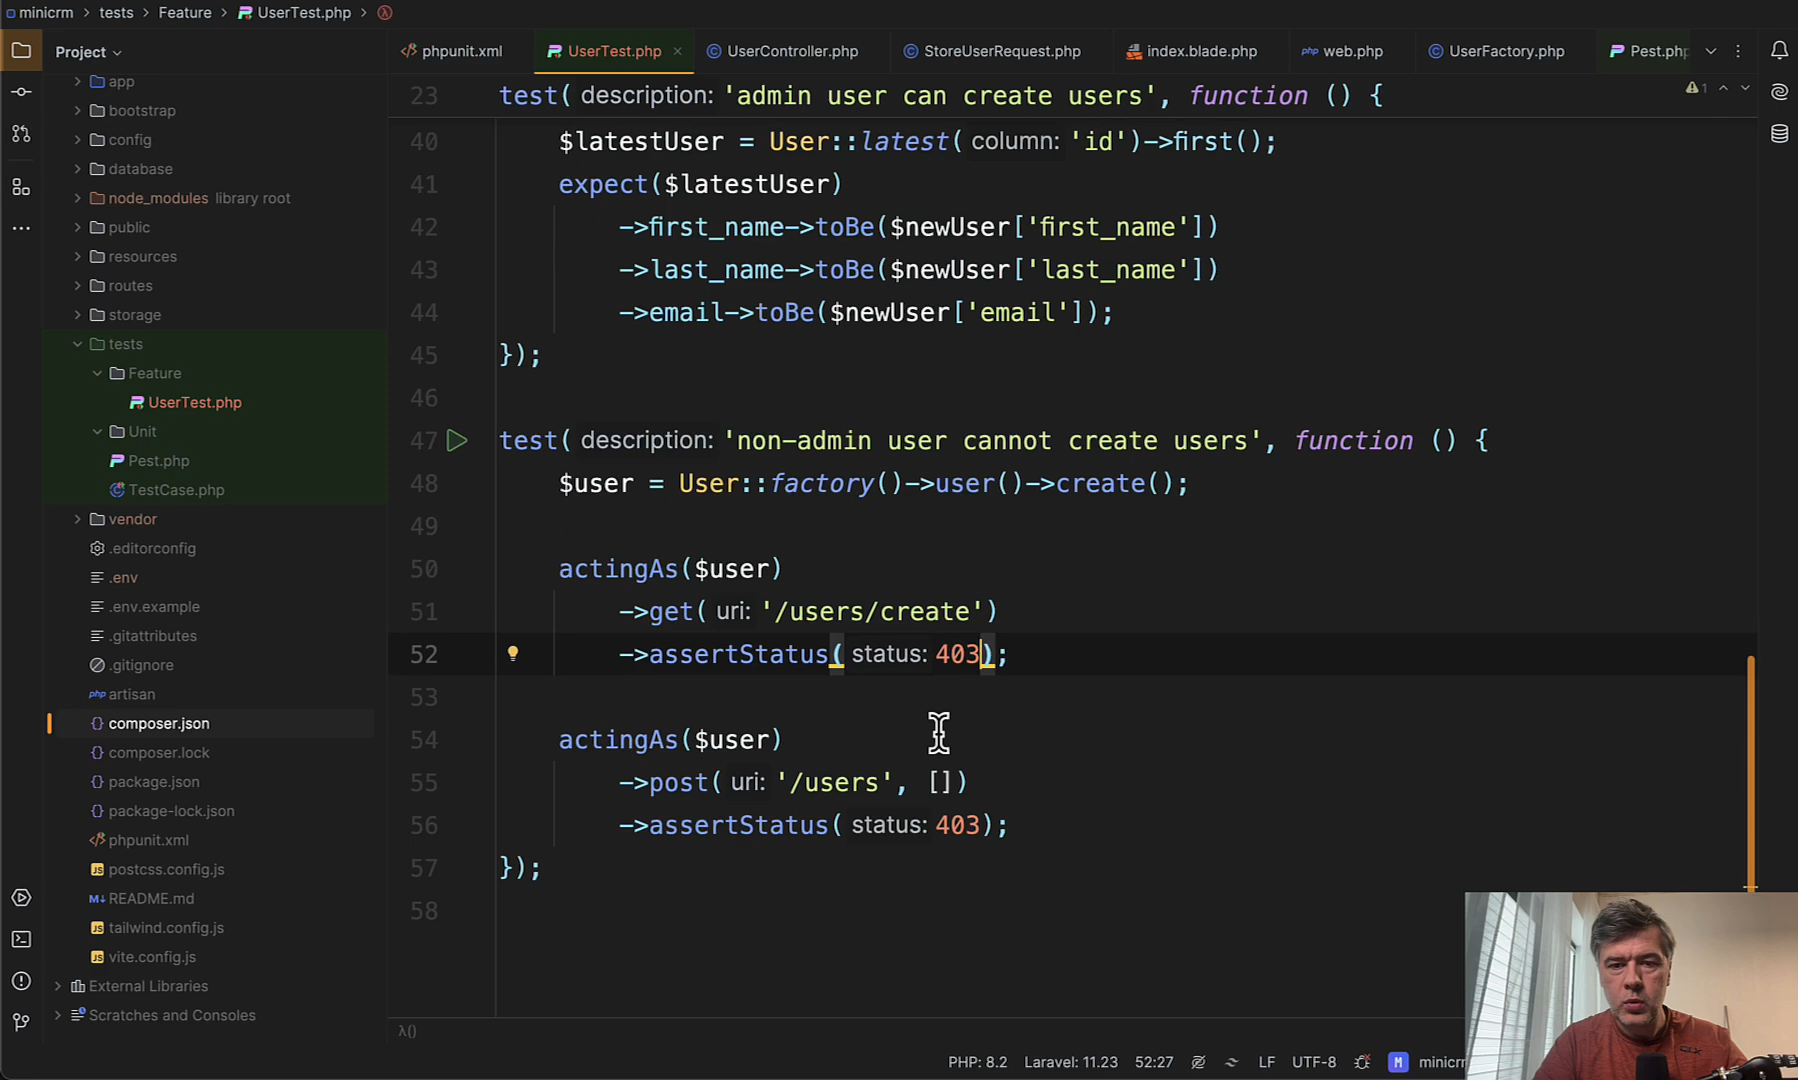 minicrm > tests > Feature > UserTest.php >
Project
phpunit.xml
UserTest.php
UserController.php
StoreUserRequest.php
index.blade.php
php web.php
UserFactory.php
Pest.php
app
bootstrap
config
database
node_modules library root
public
resources
routes
storage
tests
Feature
UserTest.php
Unit
Pest.php
TestCase.php
vendor
.editorconfig
.env
.env.example
.gitattributes
.gitignore
php artisan
{} composer.json
{} composer.lock
{} package.json
{} package-lock.json
phpunit.xml
JS postcss.config.js
M↓ README.md
JS tailwind.config.js
JS vite.config.js
External Libraries
Scratches and Consoles
1
23 test( description: 'admin user can create users', function () {
40 $latestUser = User::latest( column: 'id')->first();
41 expect($latestUser)
42 ->first_name->toBe($newUser['first_name'])
43 ->last_name->toBe($newUser['last_name'])
44 ->email->toBe($newUser['email']);
45 });
46
47 test( description: 'non-admin user cannot create users', function () {
48 $user = User::factory()->user()->create();
49
50 actingAs($user)
51 ->get( uri: '/users/create')
52 ->assertStatus( status: 403);
53
54 actingAs($user)
55 ->post( uri: '/users', [])
56 ->assertStatus( status: 403);
57 });
58
λ()
PHP: 8.2 Laravel: 11.23 52:27 LF UTF-8 M minicrm